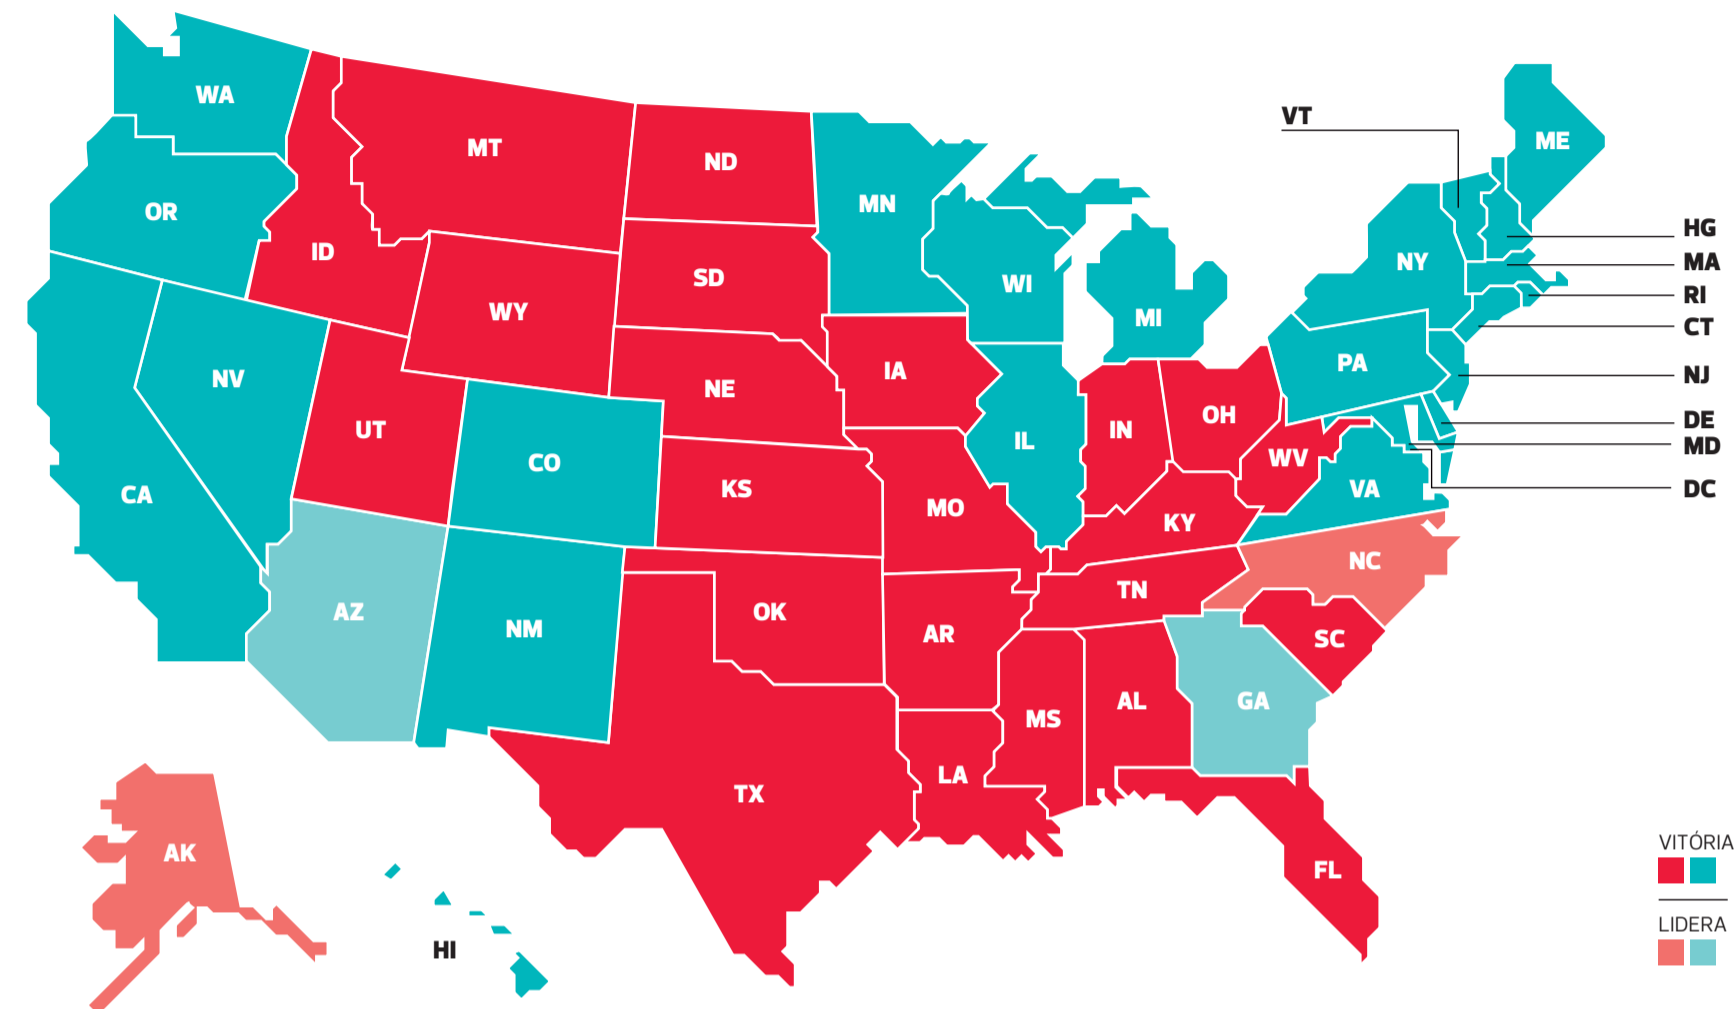 WA
MT
ND
MN
VT
ME
OR
ID
SD
WI
NY
HG
MA
WY
MI
RI
CT
NV
NE
IA
PA
NJ
UT
CO
IL
IN
OH
DE
MD
CA
KS
MO
WV
VA
DC
KY
NC
AZ
NM
OK
AR
TN
SC
MS
AL
GA
TX
LA
AK
FL
HI
VITÓRIA
LIDERA